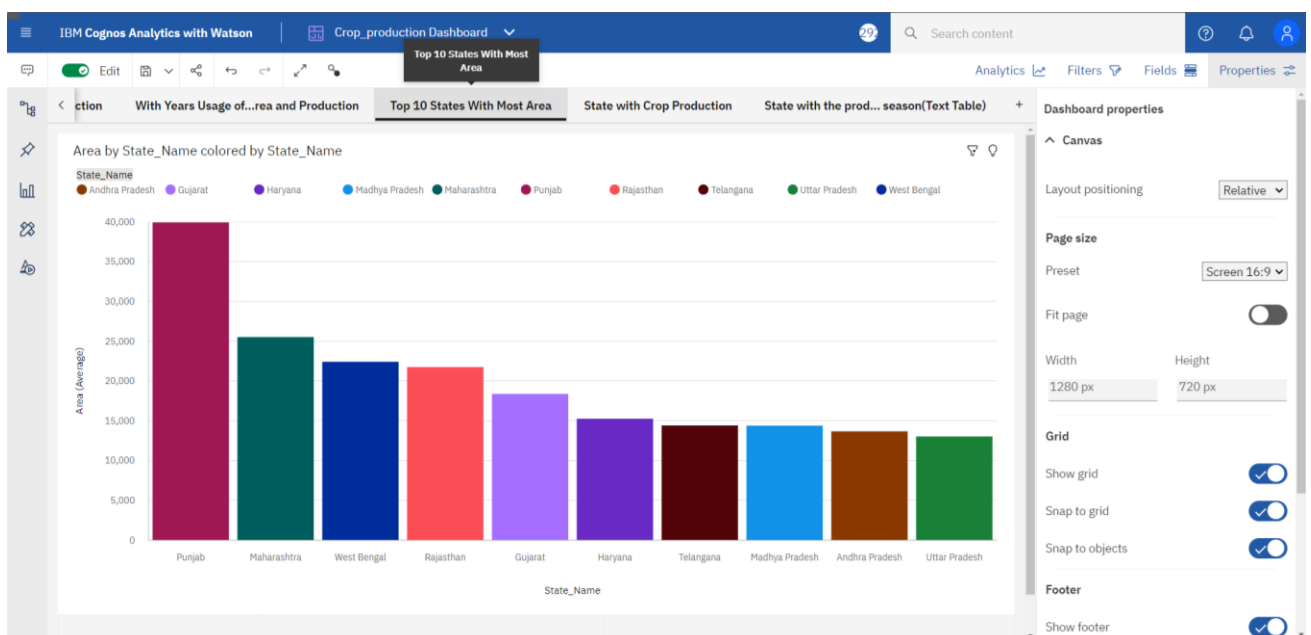 IBM Cognos Analytics with Watson
Crop_production Dashboard
Search content
Top 10 States With Most
Area
Edit
Analytics
Filters
Fields
Properties
ction
With Years Usage of...rea and Production
Top 10 States With Most Area
State with Crop Production
State with the prod... season(Text Table)
+
Area by State_Name colored by State_Name
State_Name
Andhra Pradesh Gujarat Haryana Madhya Pradesh Maharashtra Punjab Rajasthan Telangana Uttar Pradesh West Bengal
40,000
35,000
30,000
25,000
20,000
15,000
10,000
5,000
0
Area (Average)
Punjab Maharashtra West Bengal Rajasthan Gujarat Haryana Telangana Madhya Pradesh Andhra Pradesh Uttar Pradesh
State_Name
Dashboard properties
Canvas
Layout positioning Relative
Page size
Preset Screen 16:9
Fit page
Width Height
1280 px 720 px
Grid
Show grid
Snap to grid
Snap to objects
Footer
Show footer